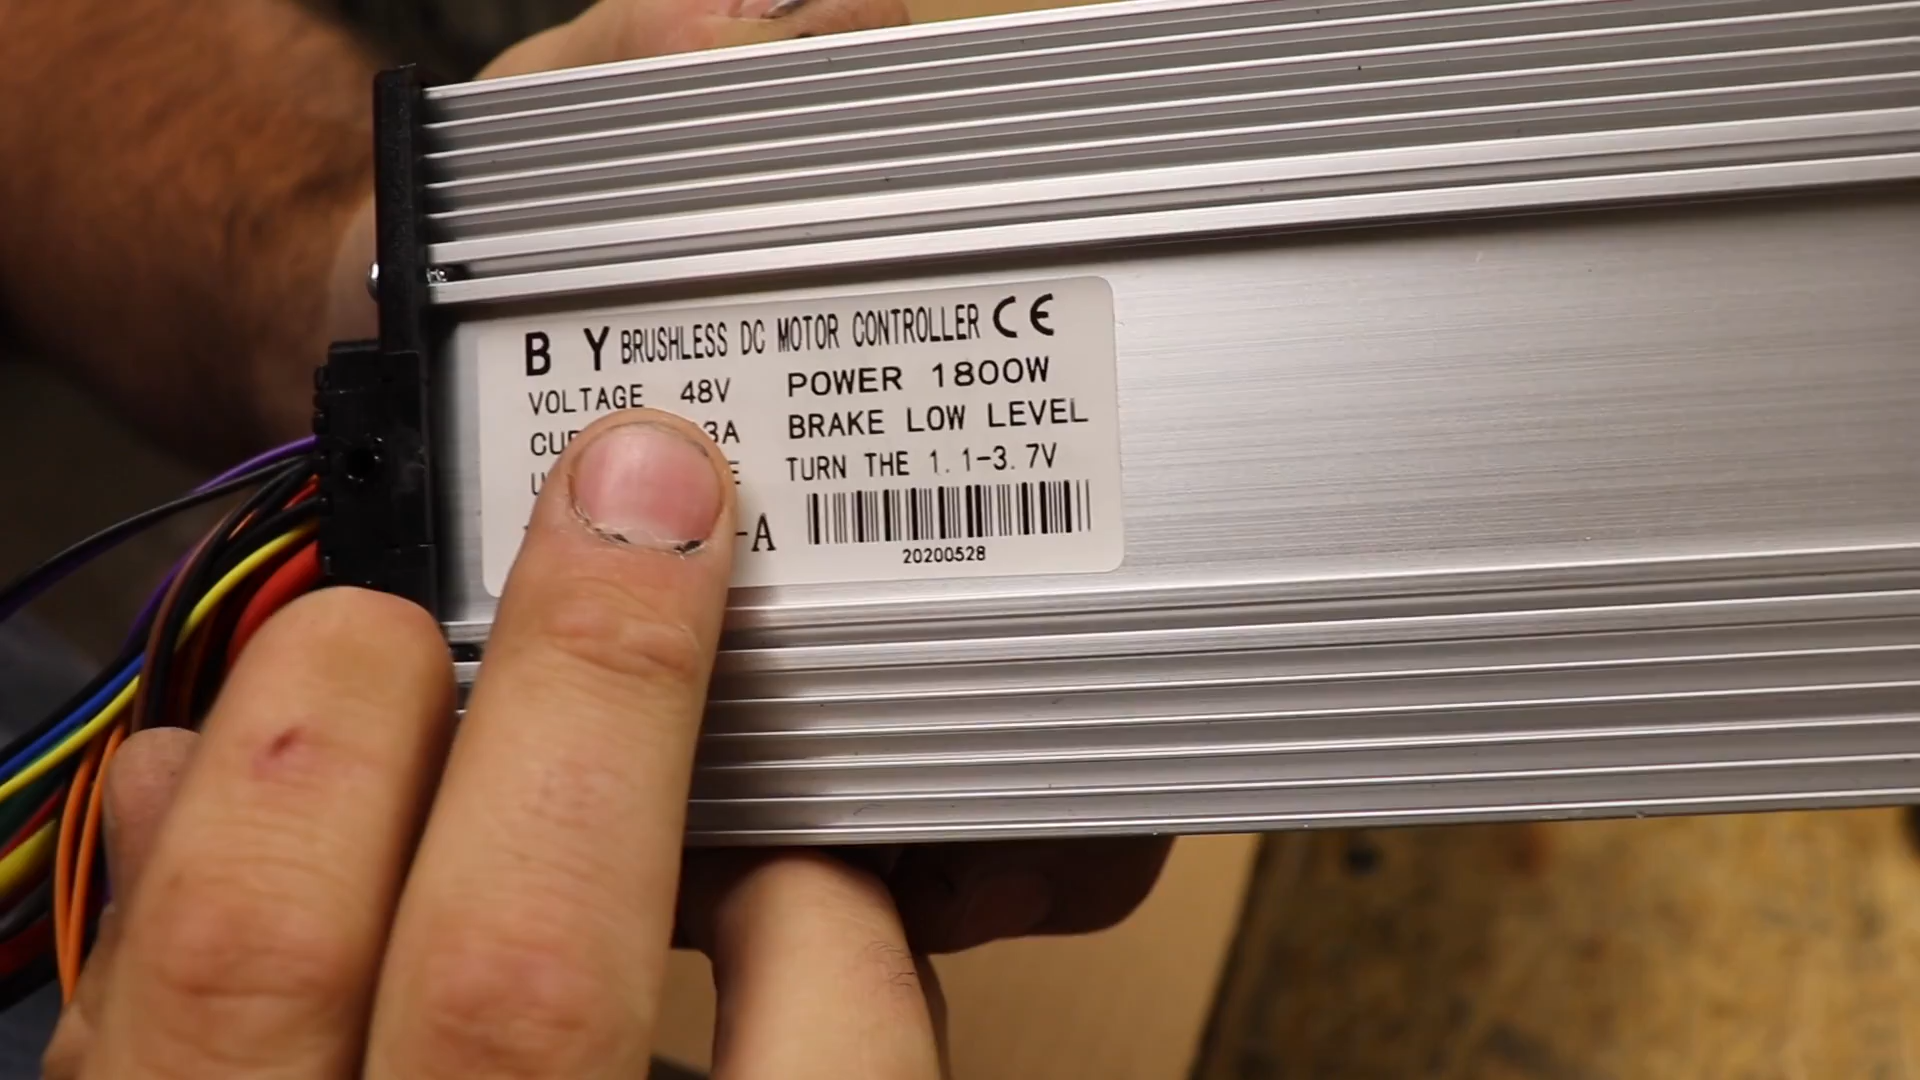 B Y BRUSHLESS DC MOTOR CONTROLLER CE
VOLTAGE 48V POWER 1800W
BRAKE LOW LEVEL
TURN THE 1.1-3.7V
-A
20200528